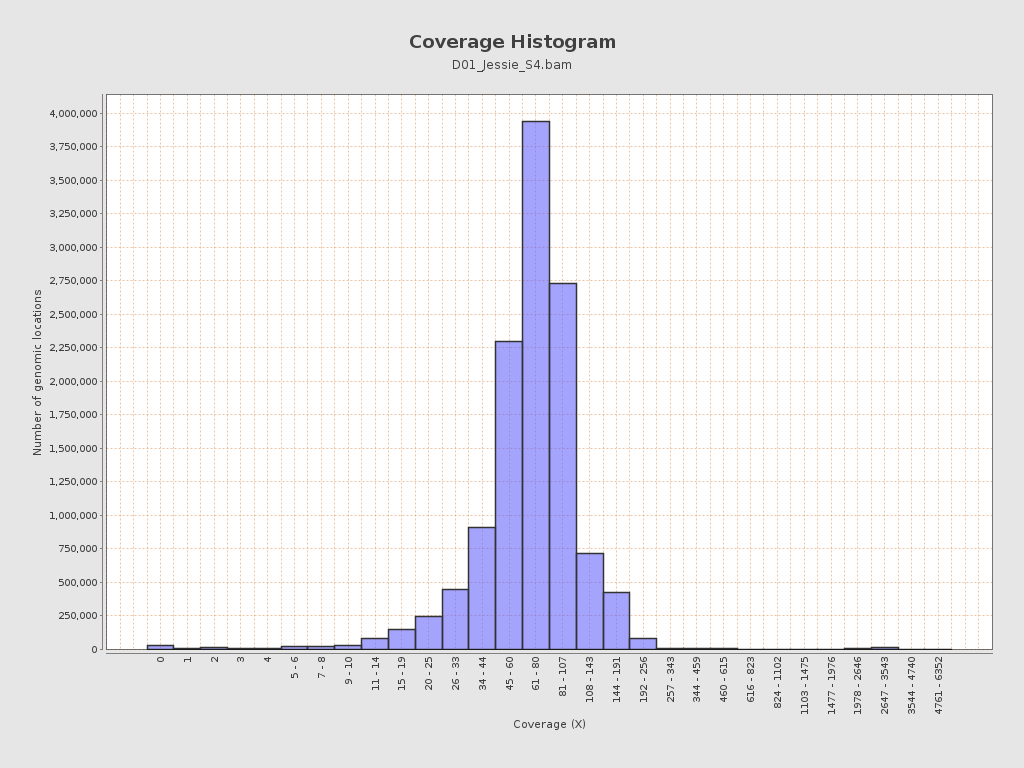 Coverage Histogram
D01_Jessie_S4.bam
Number of genomic locations
4,000,000
3,750,000
3,500,000
3,250,000
3,000,000
2,750,000
2,500,000
2,250,000
2,000,000
1,750,000
1,500,000
1,250,000
1,000,000
750,000
500,000
250,000
0
0
1
2
3
4
5 - 6
7 - 8
9 - 10
11 - 14
15 - 19
20 - 25
26 - 33
34 - 44
45 - 60
61 - 80
81 - 107
108 - 143
144 - 191
192 - 256
257 - 343
344 - 459
460 - 615
616 - 823
824 - 1102
1103 - 1475
1477 - 1976
1978 - 2646
2647 - 3543
3544 - 4740
4761 - 6352
Coverage (X)